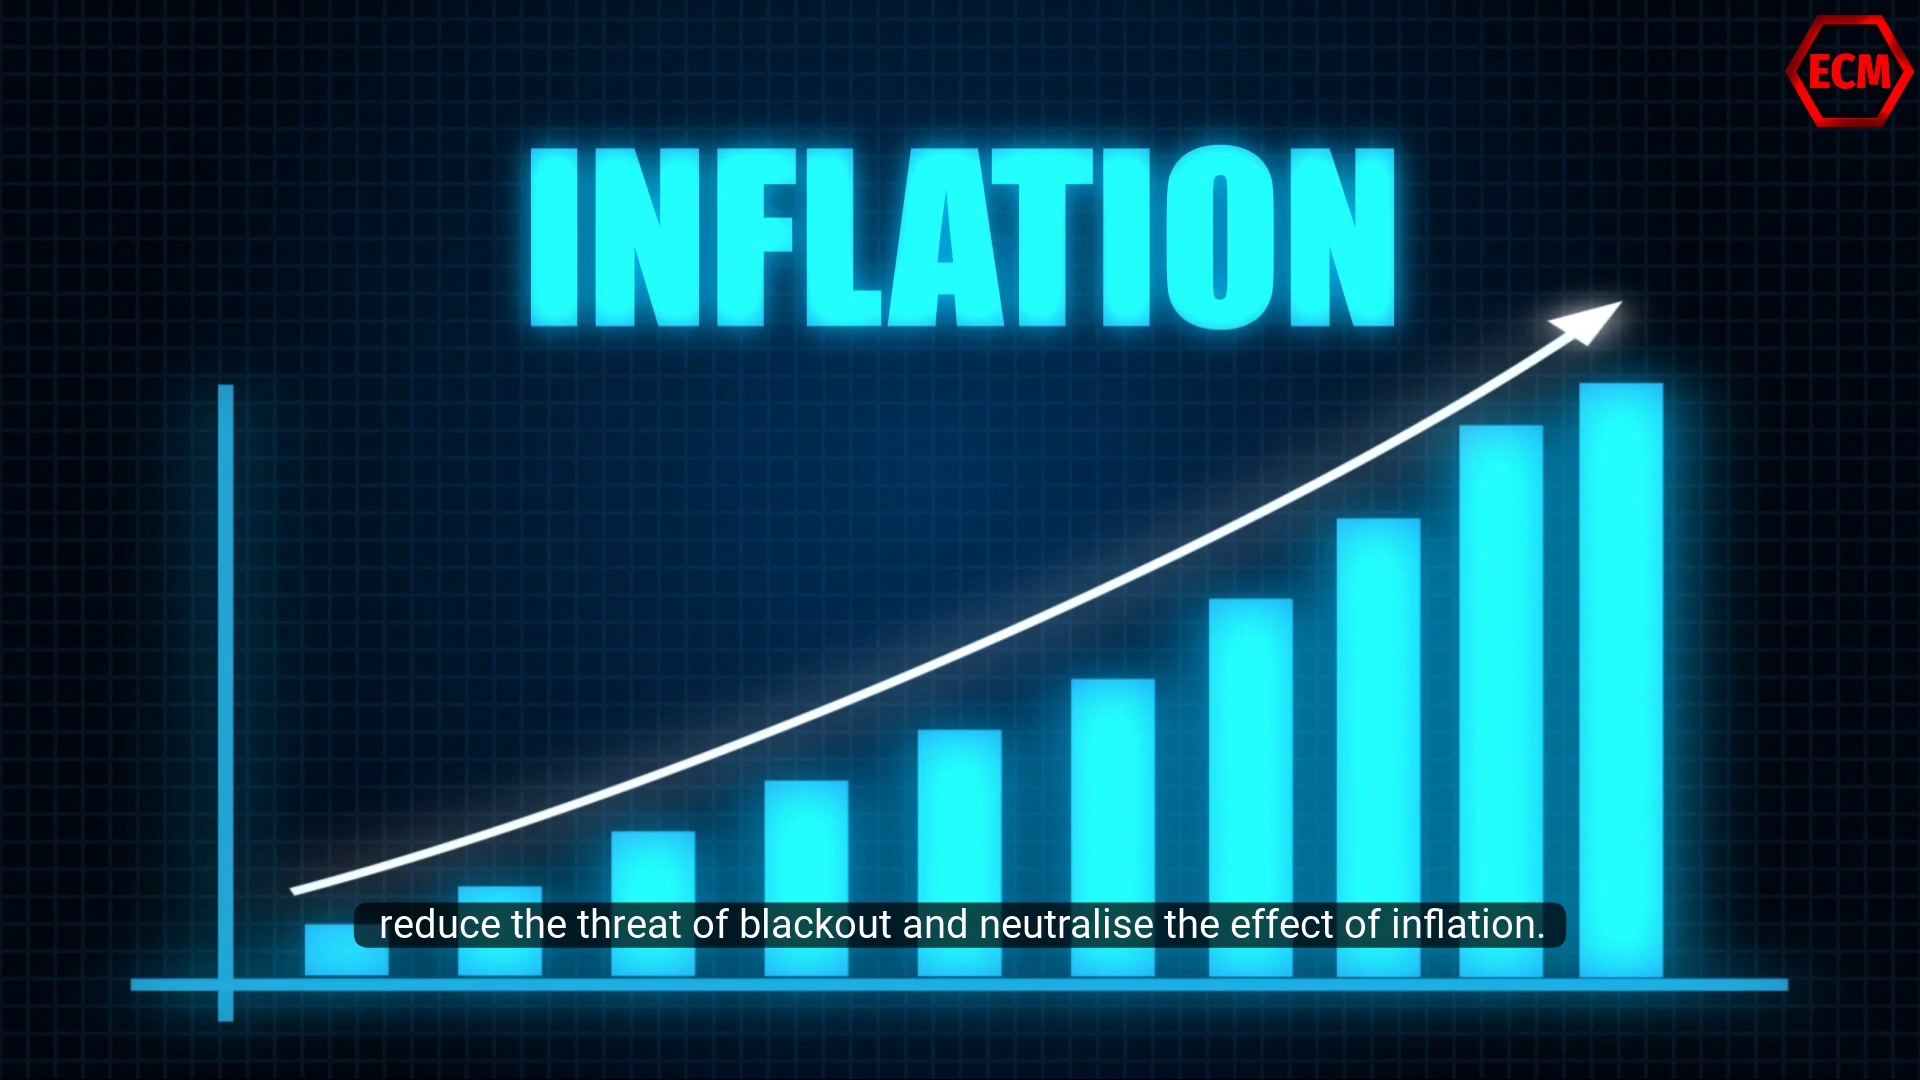 ECM
INFLATION
reduce the threat of blackout and neutralise the effect of inflation.